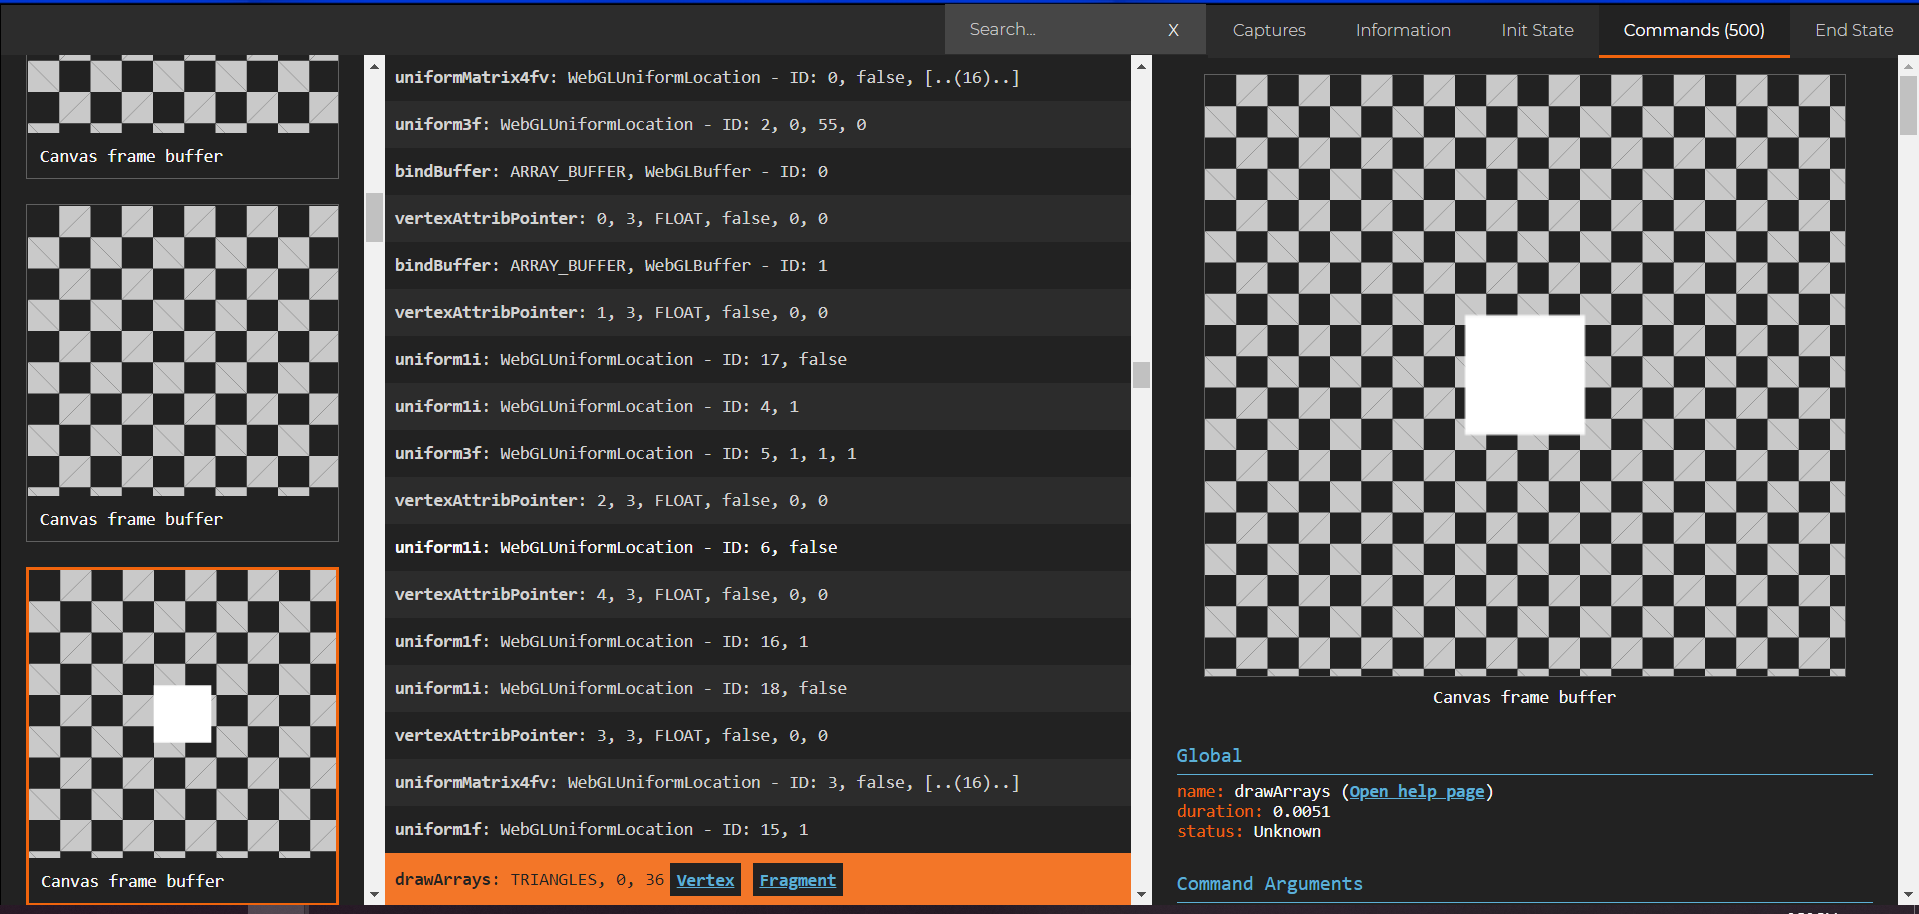 Search...
X
Captures
Information
Init State
Commands (500)
End State
Canvas frame buffer
Canvas frame buffer
Canvas frame buffer
uniformMatrix4fv: WebGLUniformLocation - ID: 0, false, [..(16)..]
uniform3f: WebGLUniformLocation - ID: 2, 0, 55, 0
bindBuffer: ARRAY_BUFFER, WebGLBuffer - ID: 0
vertexAttribPointer: 0, 3, FLOAT, false, 0, 0
bindBuffer: ARRAY_BUFFER, WebGLBuffer - ID: 1
vertexAttribPointer: 1, 3, FLOAT, false, 0, 0
uniform1i: WebGLUniformLocation - ID: 17, false
uniform1i: WebGLUniformLocation - ID: 4, 1
uniform3f: WebGLUniformLocation - ID: 5, 1, 1, 1
vertexAttribPointer: 2, 3, FLOAT, false, 0, 0
uniform1i: WebGLUniformLocation - ID: 6, false
vertexAttribPointer: 4, 3, FLOAT, false, 0, 0
uniform1f: WebGLUniformLocation - ID: 16, 1
uniform1i: WebGLUniformLocation - ID: 18, false
vertexAttribPointer: 3, 3, FLOAT, false, 0, 0
uniformMatrix4fv: WebGLUniformLocation - ID: 3, false, [..(16)..]
uniform1f: WebGLUniformLocation - ID: 15, 1
drawArrays: TRIANGLES, 0, 36 Vertex Fragment
Canvas frame buffer
Global
name: drawArrays (Open help page)
duration: 0.0051
status: Unknown
Command Arguments